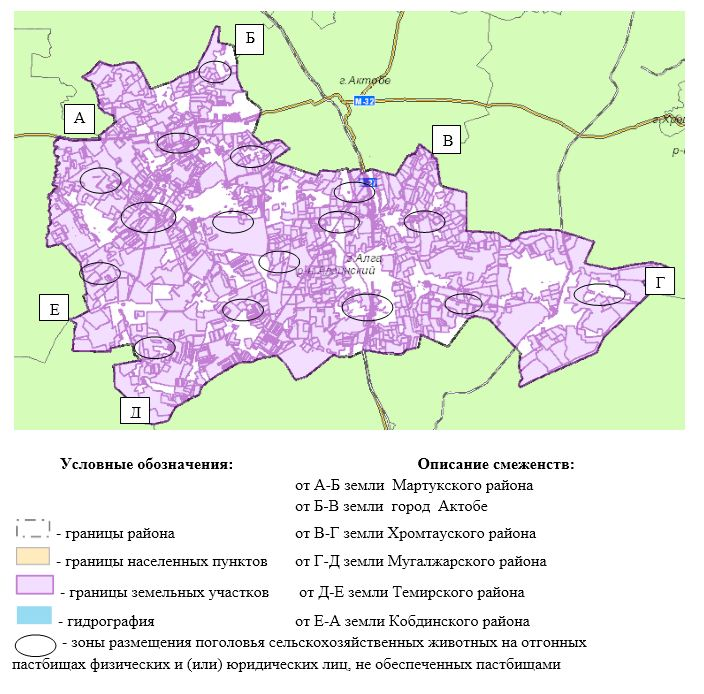 Б
г.Актобе
М 32
А
г.Хром
В
р-н
г.Алга
Г
Е
Д
Условные обозначения:
Описание смеженств:
от А-Б земли Мартукского района
от Б-В земли город Актобе
- границы района
от В-Г земли Хромтауского района
- границы населенных пунктов
от Г-Д земли Мугалжарского района
- границы земельных участков
от Д-Е земли Темирского района
- гидрография
от Е-А земли Кобдинского района
- зоны размещения поголовья сельскохозяйственных животных на отгонных
пастбищах физических и (или) юридических лиц, не обеспеченных пастбищами